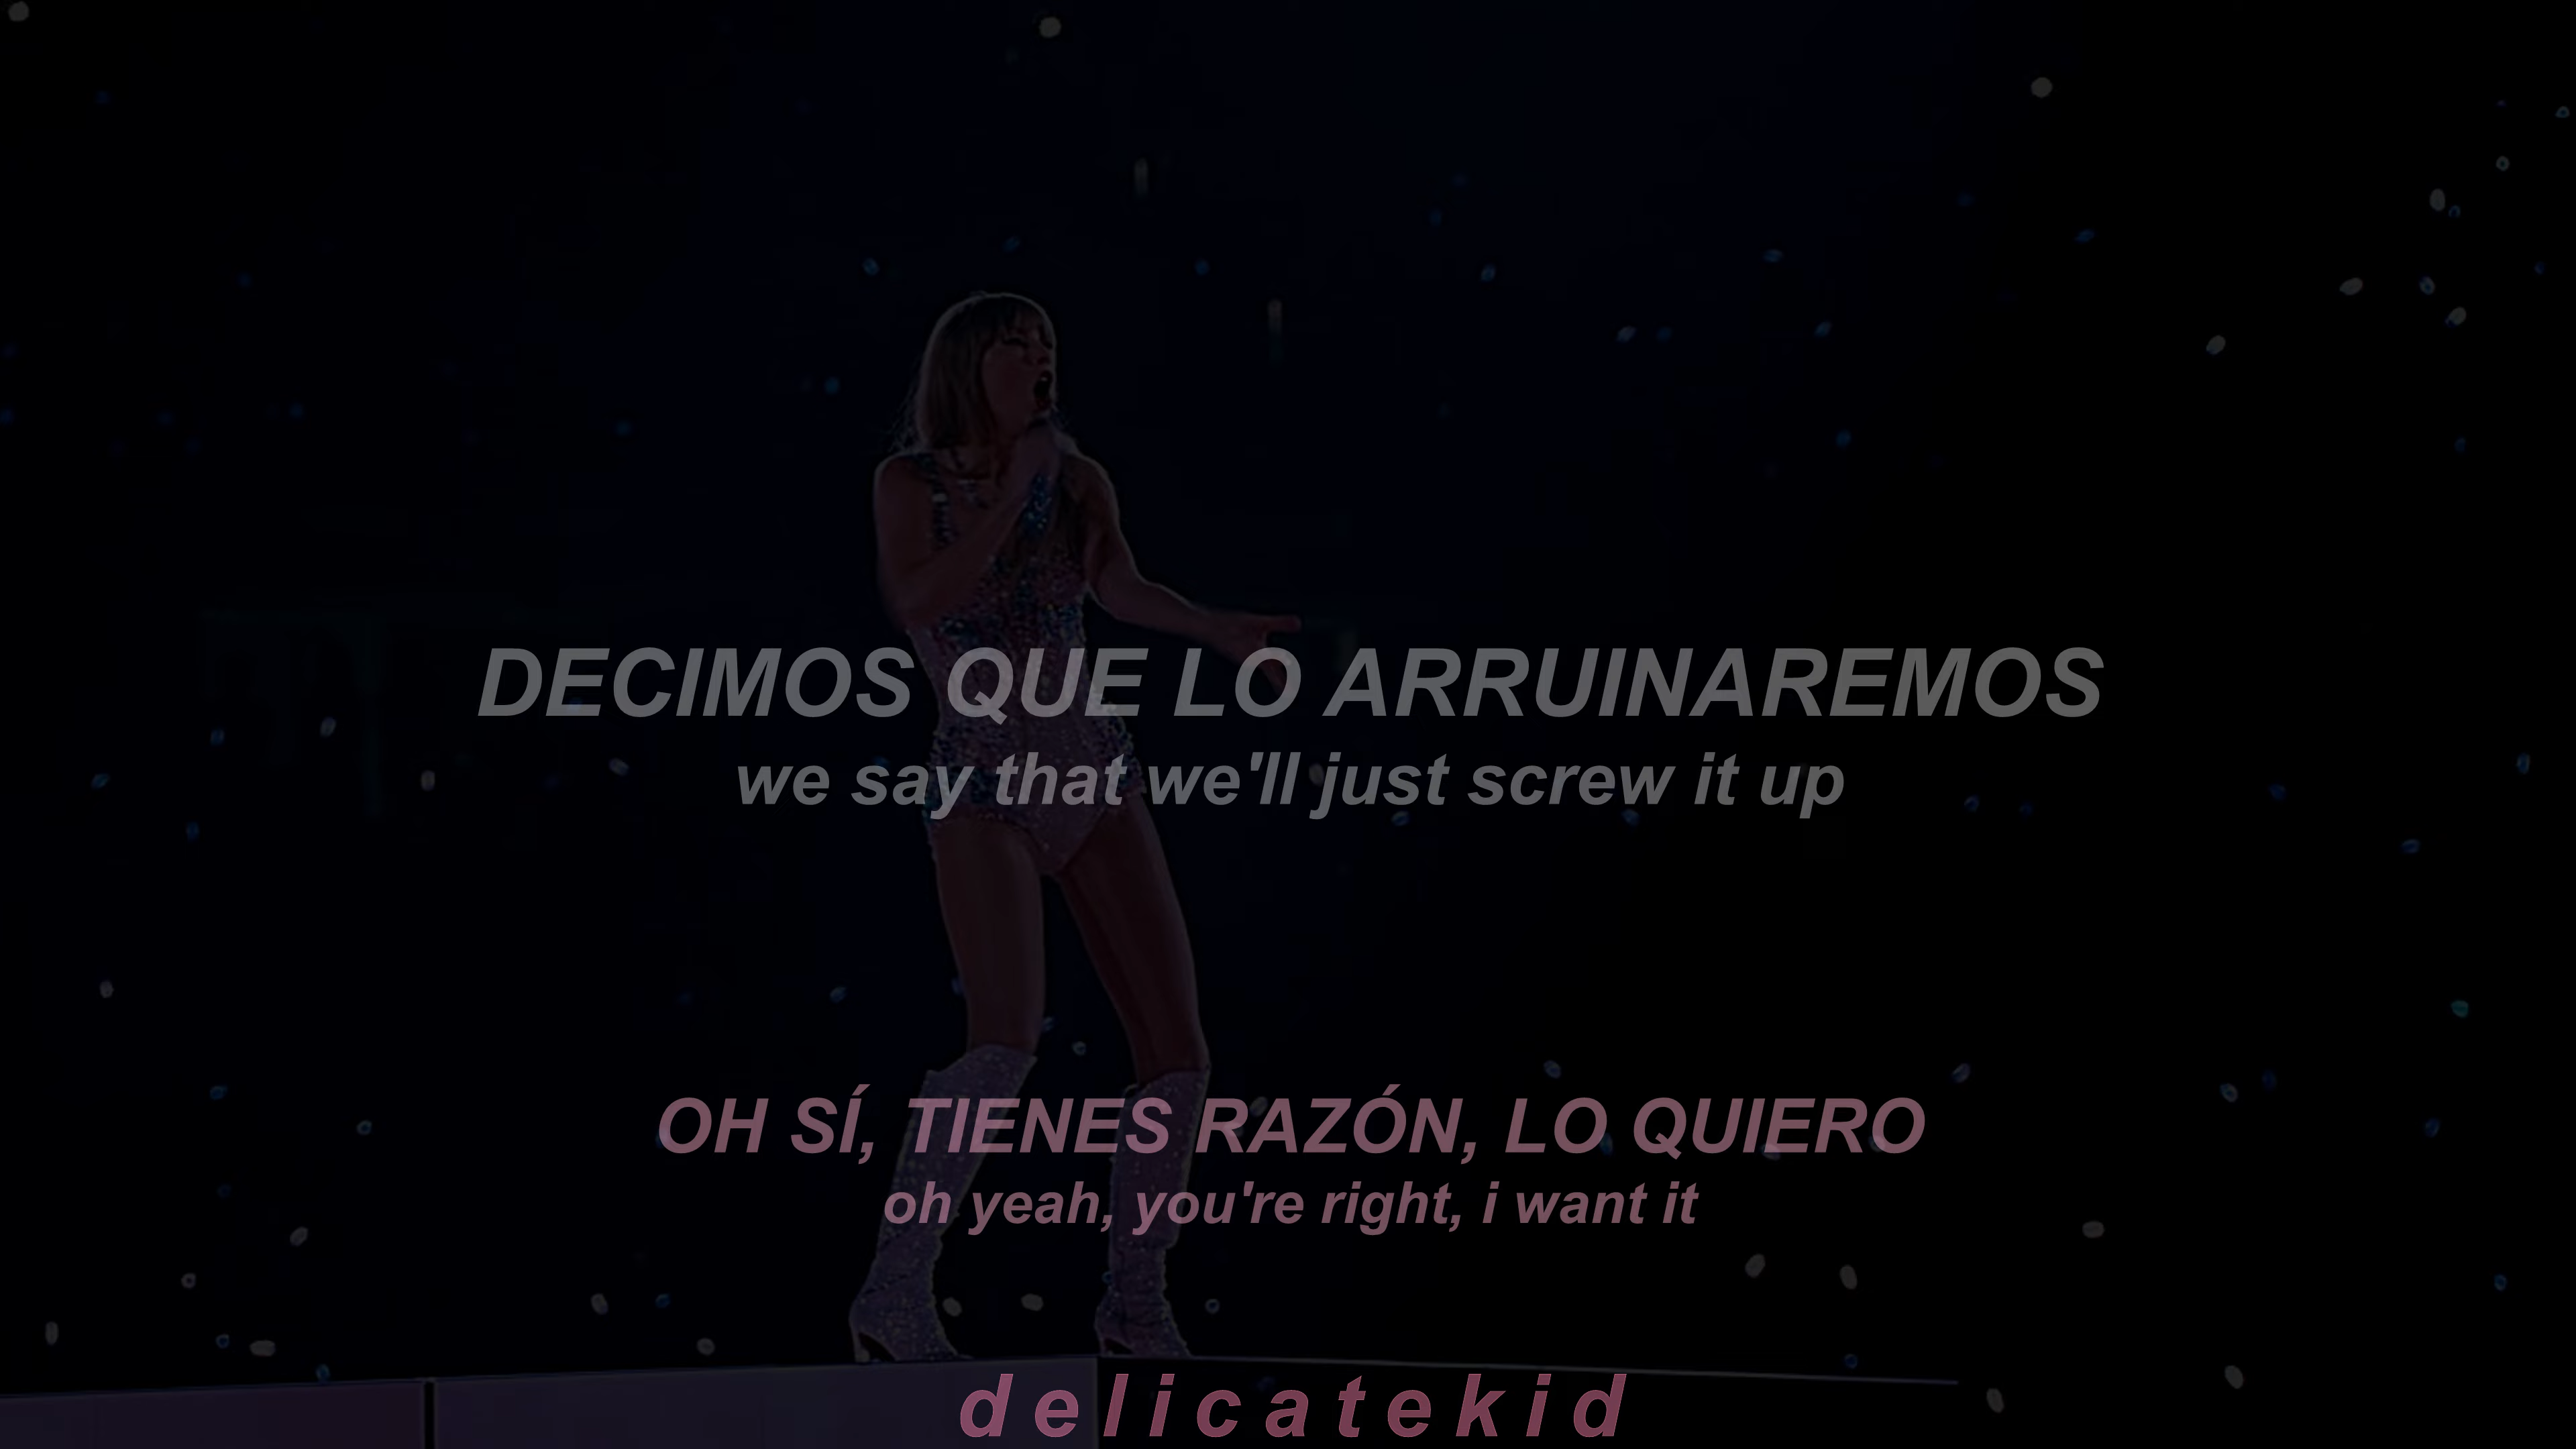 DECIMOS QUE LO ARRUINAREMOS
we say that we'll just screw it up
OH SÍ, TIENES RAZÓN, LO QUIERO
oh yeah, you're right, i want it
delicatekid